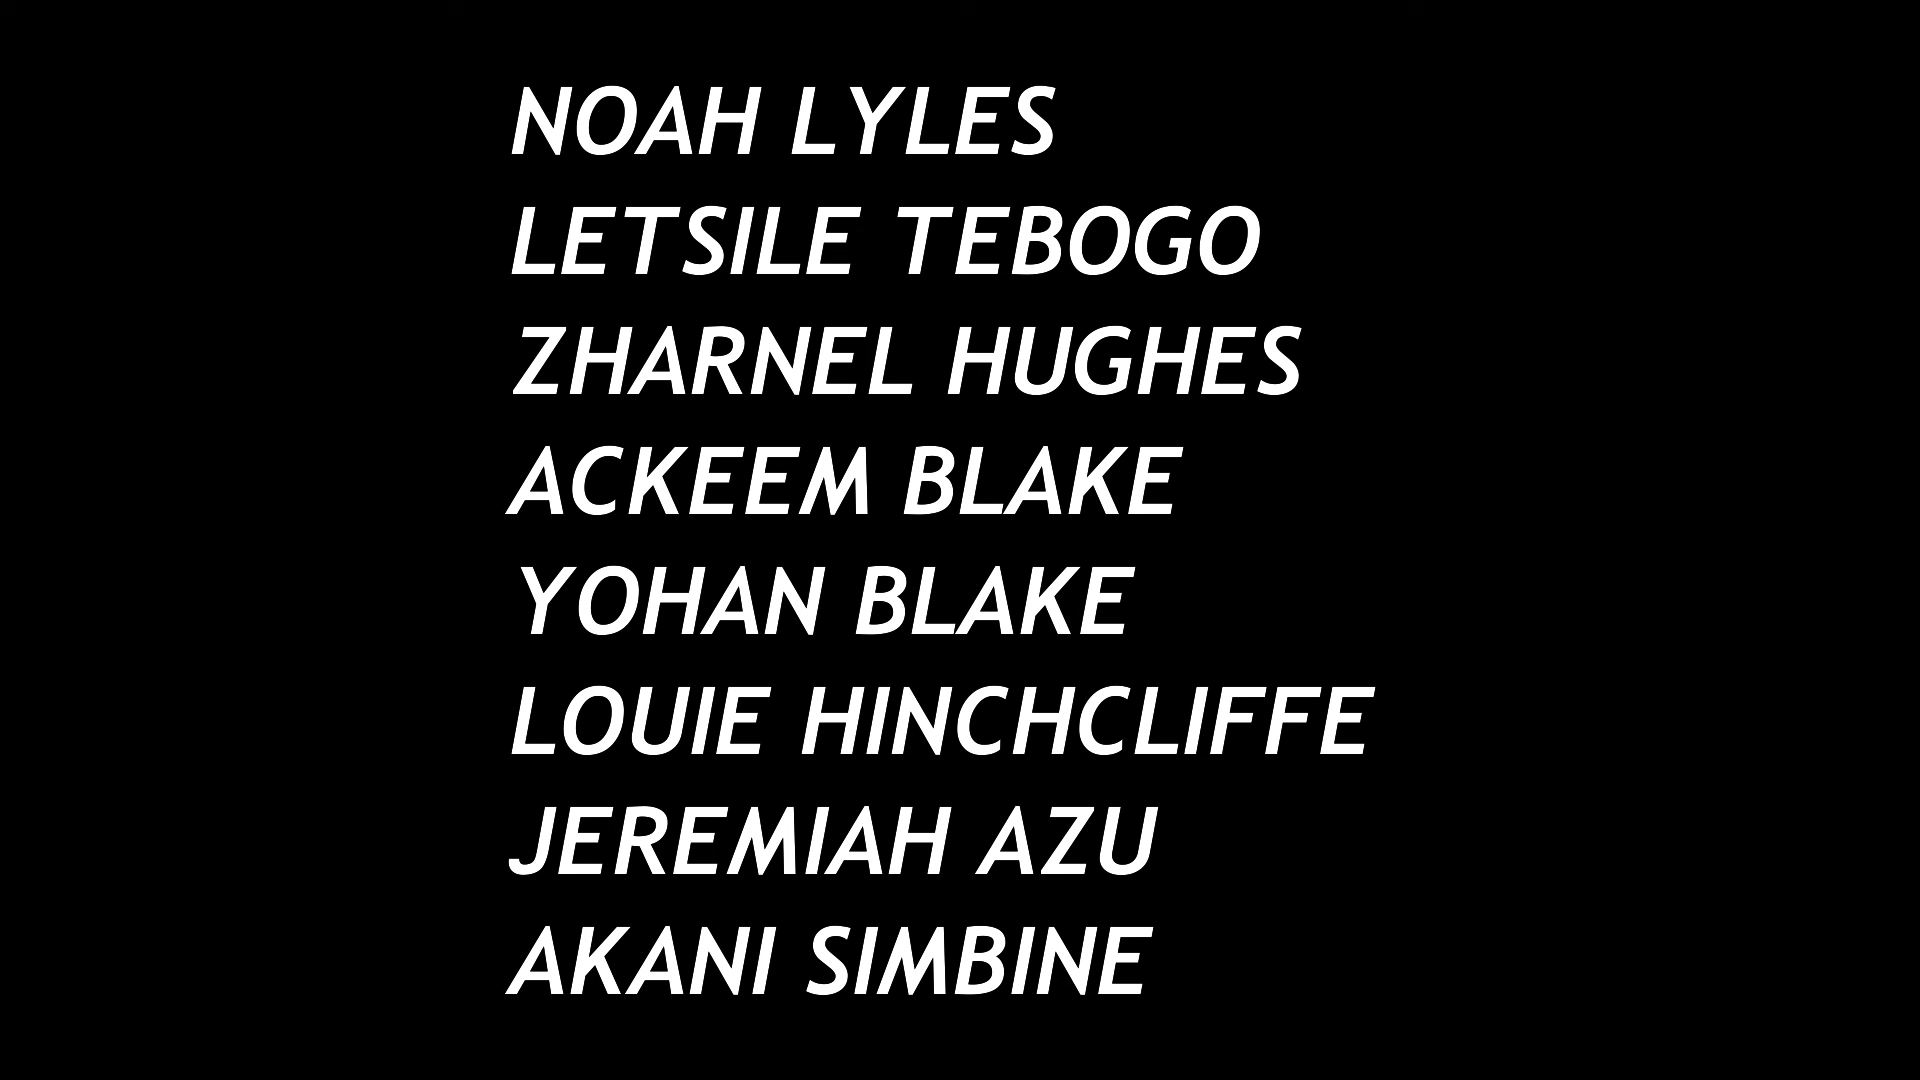 NOAH LYLES
LETSILE TEBOGO
ZHARNEL HUGHES
ACKEEM BLAKE
YOHAN BLAKE
LOUIE HINCHCLIFFE
JEREMIAH AZU
AKANI SIMBINE